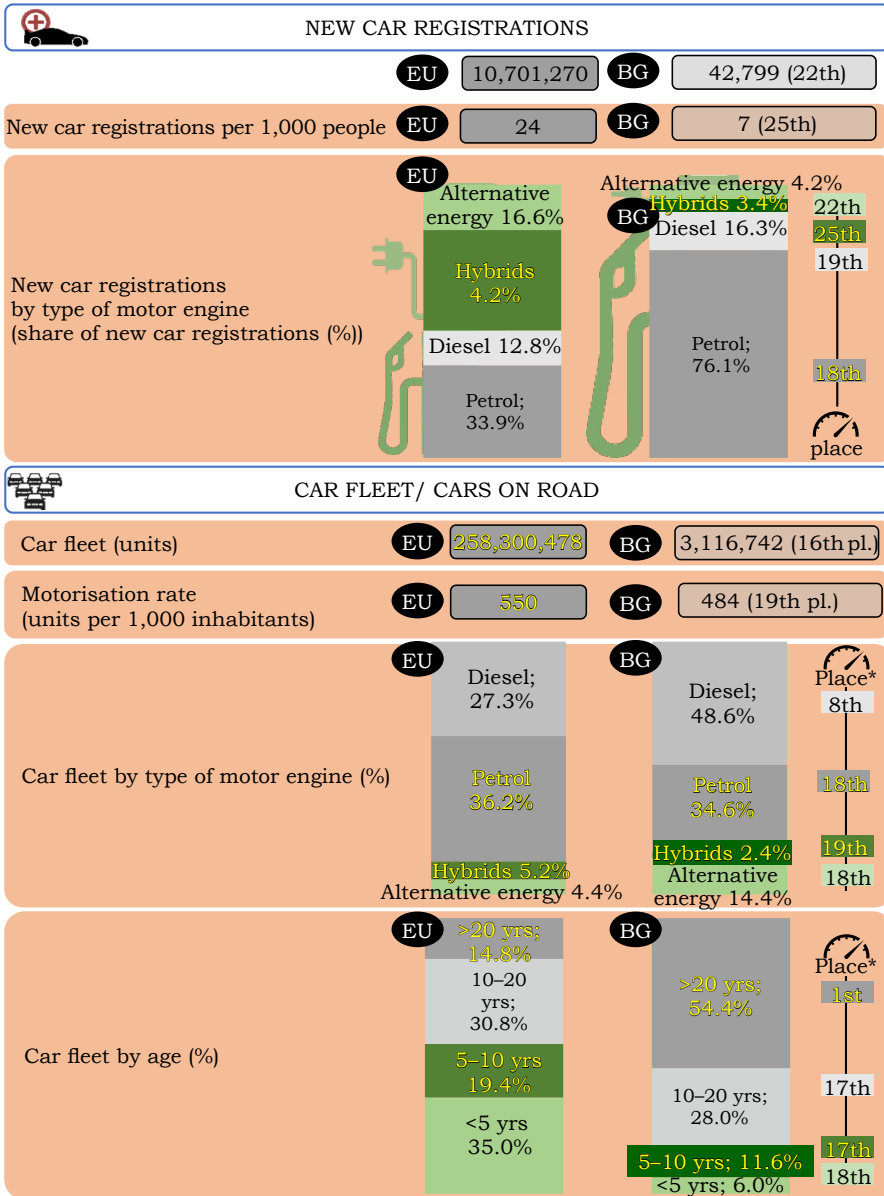 NEW CAR REGISTRATIONS
EU 10,701,270 BG 42,799 (22th)
New car registrations per 1,000 people EU 24 BG 7 (25th)
New car registrations
by type of motor engine
(share of new car registrations (%))
EU
Alternative
energy 16.6%
Hybrids
4.2%
Diesel 12.8%
Petrol;
33.9%
BG
Alternative energy 4.2%
Hybrids 3.4%
Diesel 16.3%
Petrol;
76.1%
22th
25th
19th
18th
place
CAR FLEET/ CARS ON ROAD
Car fleet (units) EU 258,300,478 BG 3,116,742 (16th pl.)
Motorisation rate
(units per 1,000 inhabitants)
EU 550 BG 484 (19th pl.)
Car fleet by type of motor engine (%)
EU
Diesel;
27.3%
Petrol
36.2%
Hybrids 5.2%
Alternative energy 4.4%
BG
Diesel;
48.6%
Petrol
34.6%
Hybrids 2.4%
Alternative
energy 14.4%
Place*
8th
18th
19th
18th
Car fleet by age (%)
EU
>20 yrs;
14.8%
10–20
yrs;
30.8%
5–10 yrs
19.4%
<5 yrs
35.0%
BG
>20 yrs;
54.4%
10–20 yrs;
28.0%
5–10 yrs; 11.6%
<5 yrs; 6.0%
Place*
1st
17th
17th
18th